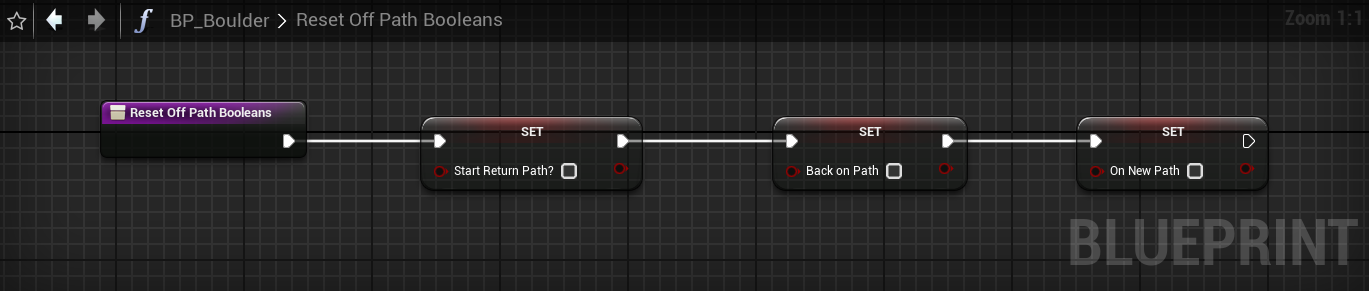 BP_Boulder > Reset Off Path Booleans
Zoom 1:1
Reset Off Path Booleans
SET
Start Return Path?
SET
Back on Path
SET
On New Path
BLUEPRINT